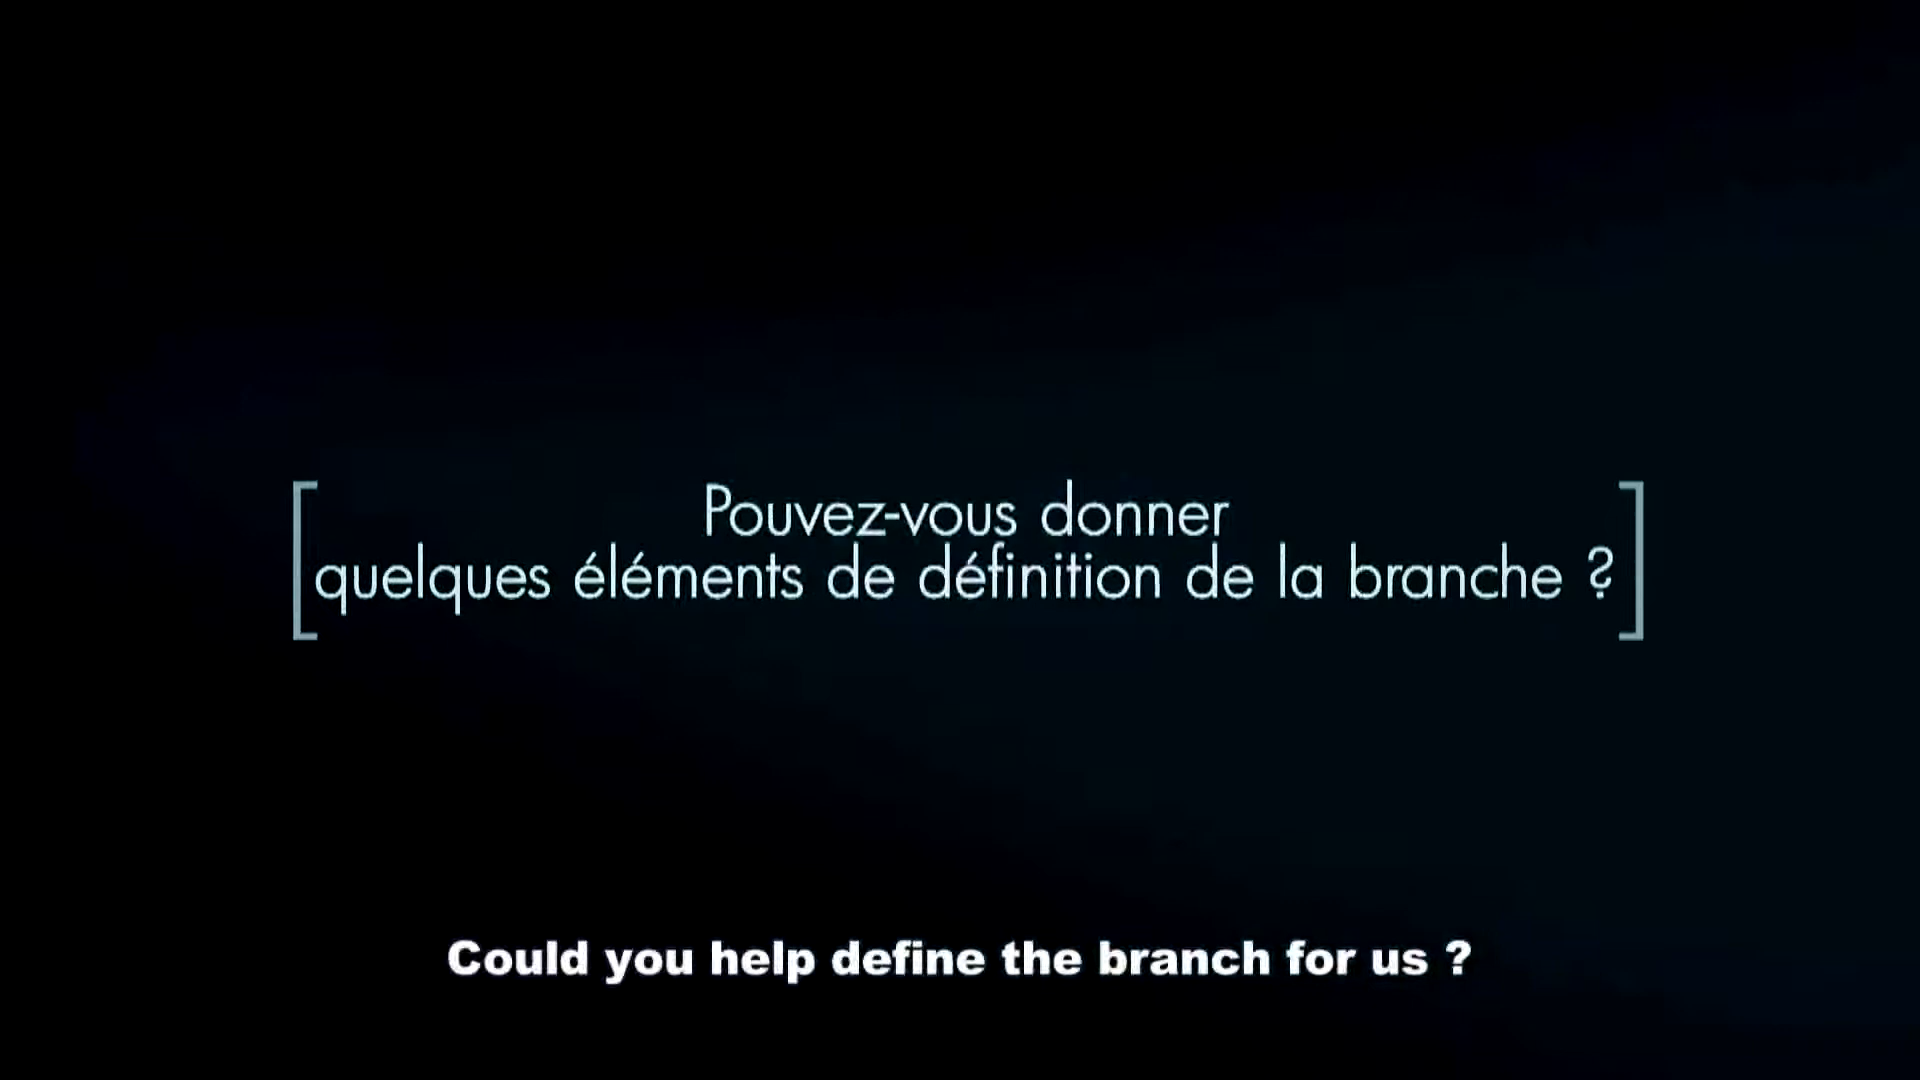 Pouvez-vous donner
quelques éléments de définition de la branche ?
Could you help define the branch for us ?